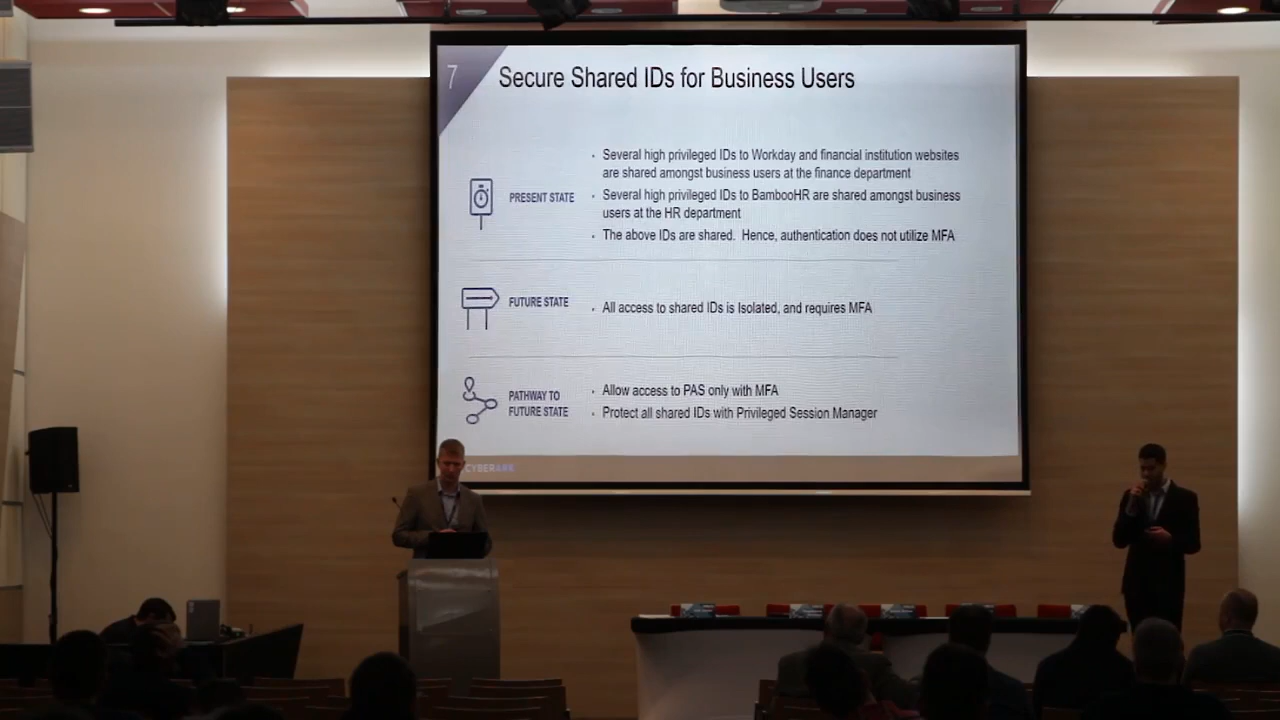 7
Secure Shared IDs for Business Users
PRESENT STATE
· Several high privileged IDs to Workday and financial institution websites
are shared amongst business users at the finance department
· Several high privileged IDs to BambooHR are shared amongst business
users at the HR department
· The above IDs are shared. Hence, authentication does not utilize MFA
FUTURE STATE
· All access to shared IDs is Isolated, and requires MFA
PATHWAY TO
FUTURE STATE
· Allow access to PAS only with MFA
· Protect all shared IDs with Privileged Session Manager
CYBERARK